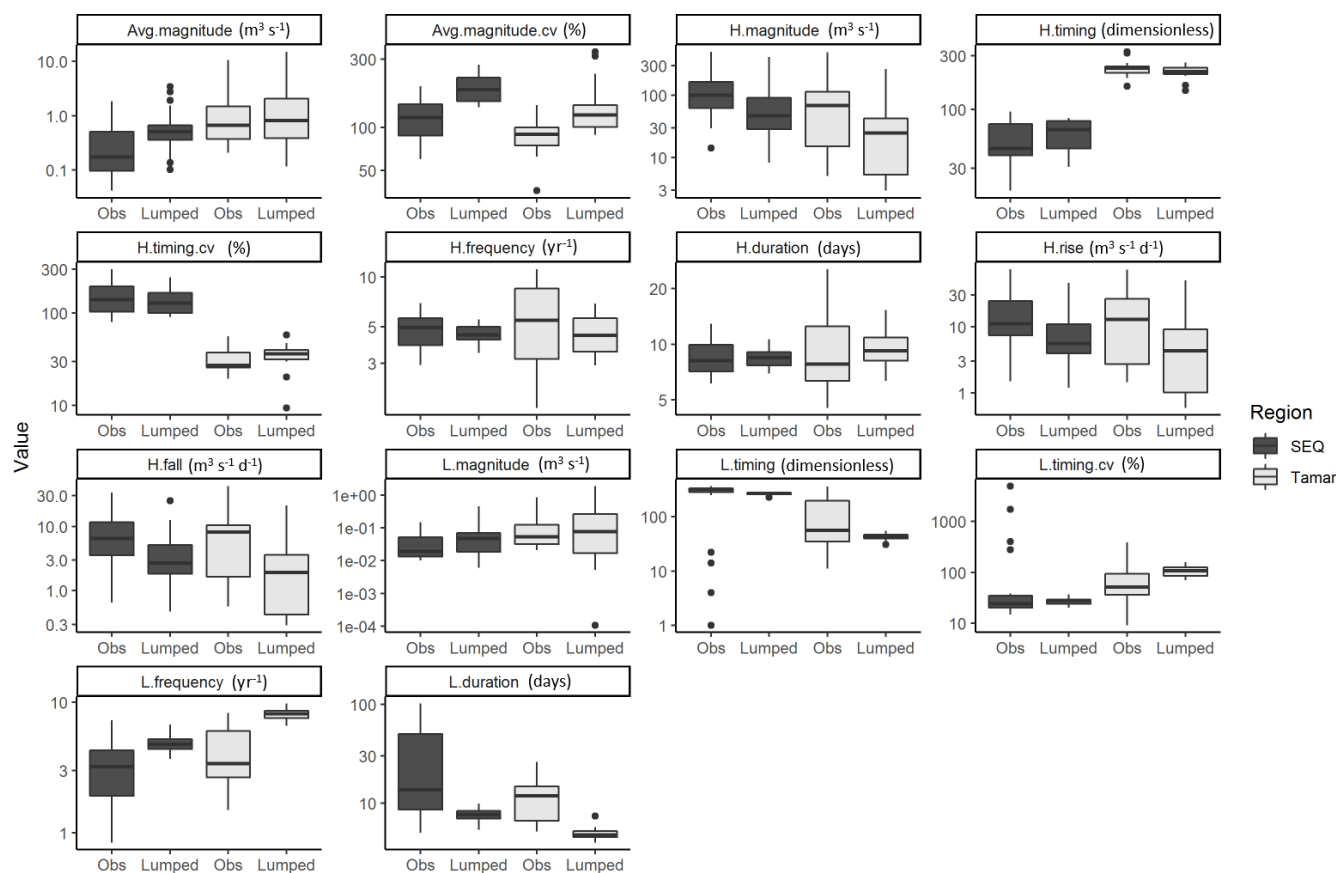 Avg.magnitude (m³ s⁻¹)
Avg.magnitude.cv (%)
H.magnitude (m³ s⁻¹)
H.timing (dimensionless)
10.0
1.0
0.1
300
100
50
300
100
30
10
3
300
100
30
Obs Lumped Obs Lumped
Obs Lumped Obs Lumped
Obs Lumped Obs Lumped
Obs Lumped Obs Lumped
H.timing.cv (%)
H.frequency (yr⁻¹)
H.duration (days)
H.rise (m³ s⁻¹ d⁻¹)
300
100
30
10
10
5
3
20
10
5
30
10
3
1
Obs Lumped Obs Lumped
Obs Lumped Obs Lumped
Obs Lumped Obs Lumped
Obs Lumped Obs Lumped
Value
Region
SEQ
Tamar
H.fall (m³ s⁻¹ d⁻¹)
L.magnitude (m³ s⁻¹)
L.timing (dimensionless)
L.timing.cv (%)
30.0
10.0
3.0
1.0
0.3
1e+00
1e-01
1e-02
1e-03
1e-04
100
10
1
1000
100
10
Obs Lumped Obs Lumped
Obs Lumped Obs Lumped
Obs Lumped Obs Lumped
Obs Lumped Obs Lumped
L.frequency (yr⁻¹)
L.duration (days)
10
3
1
100
30
10
Obs Lumped Obs Lumped
Obs Lumped Obs Lumped